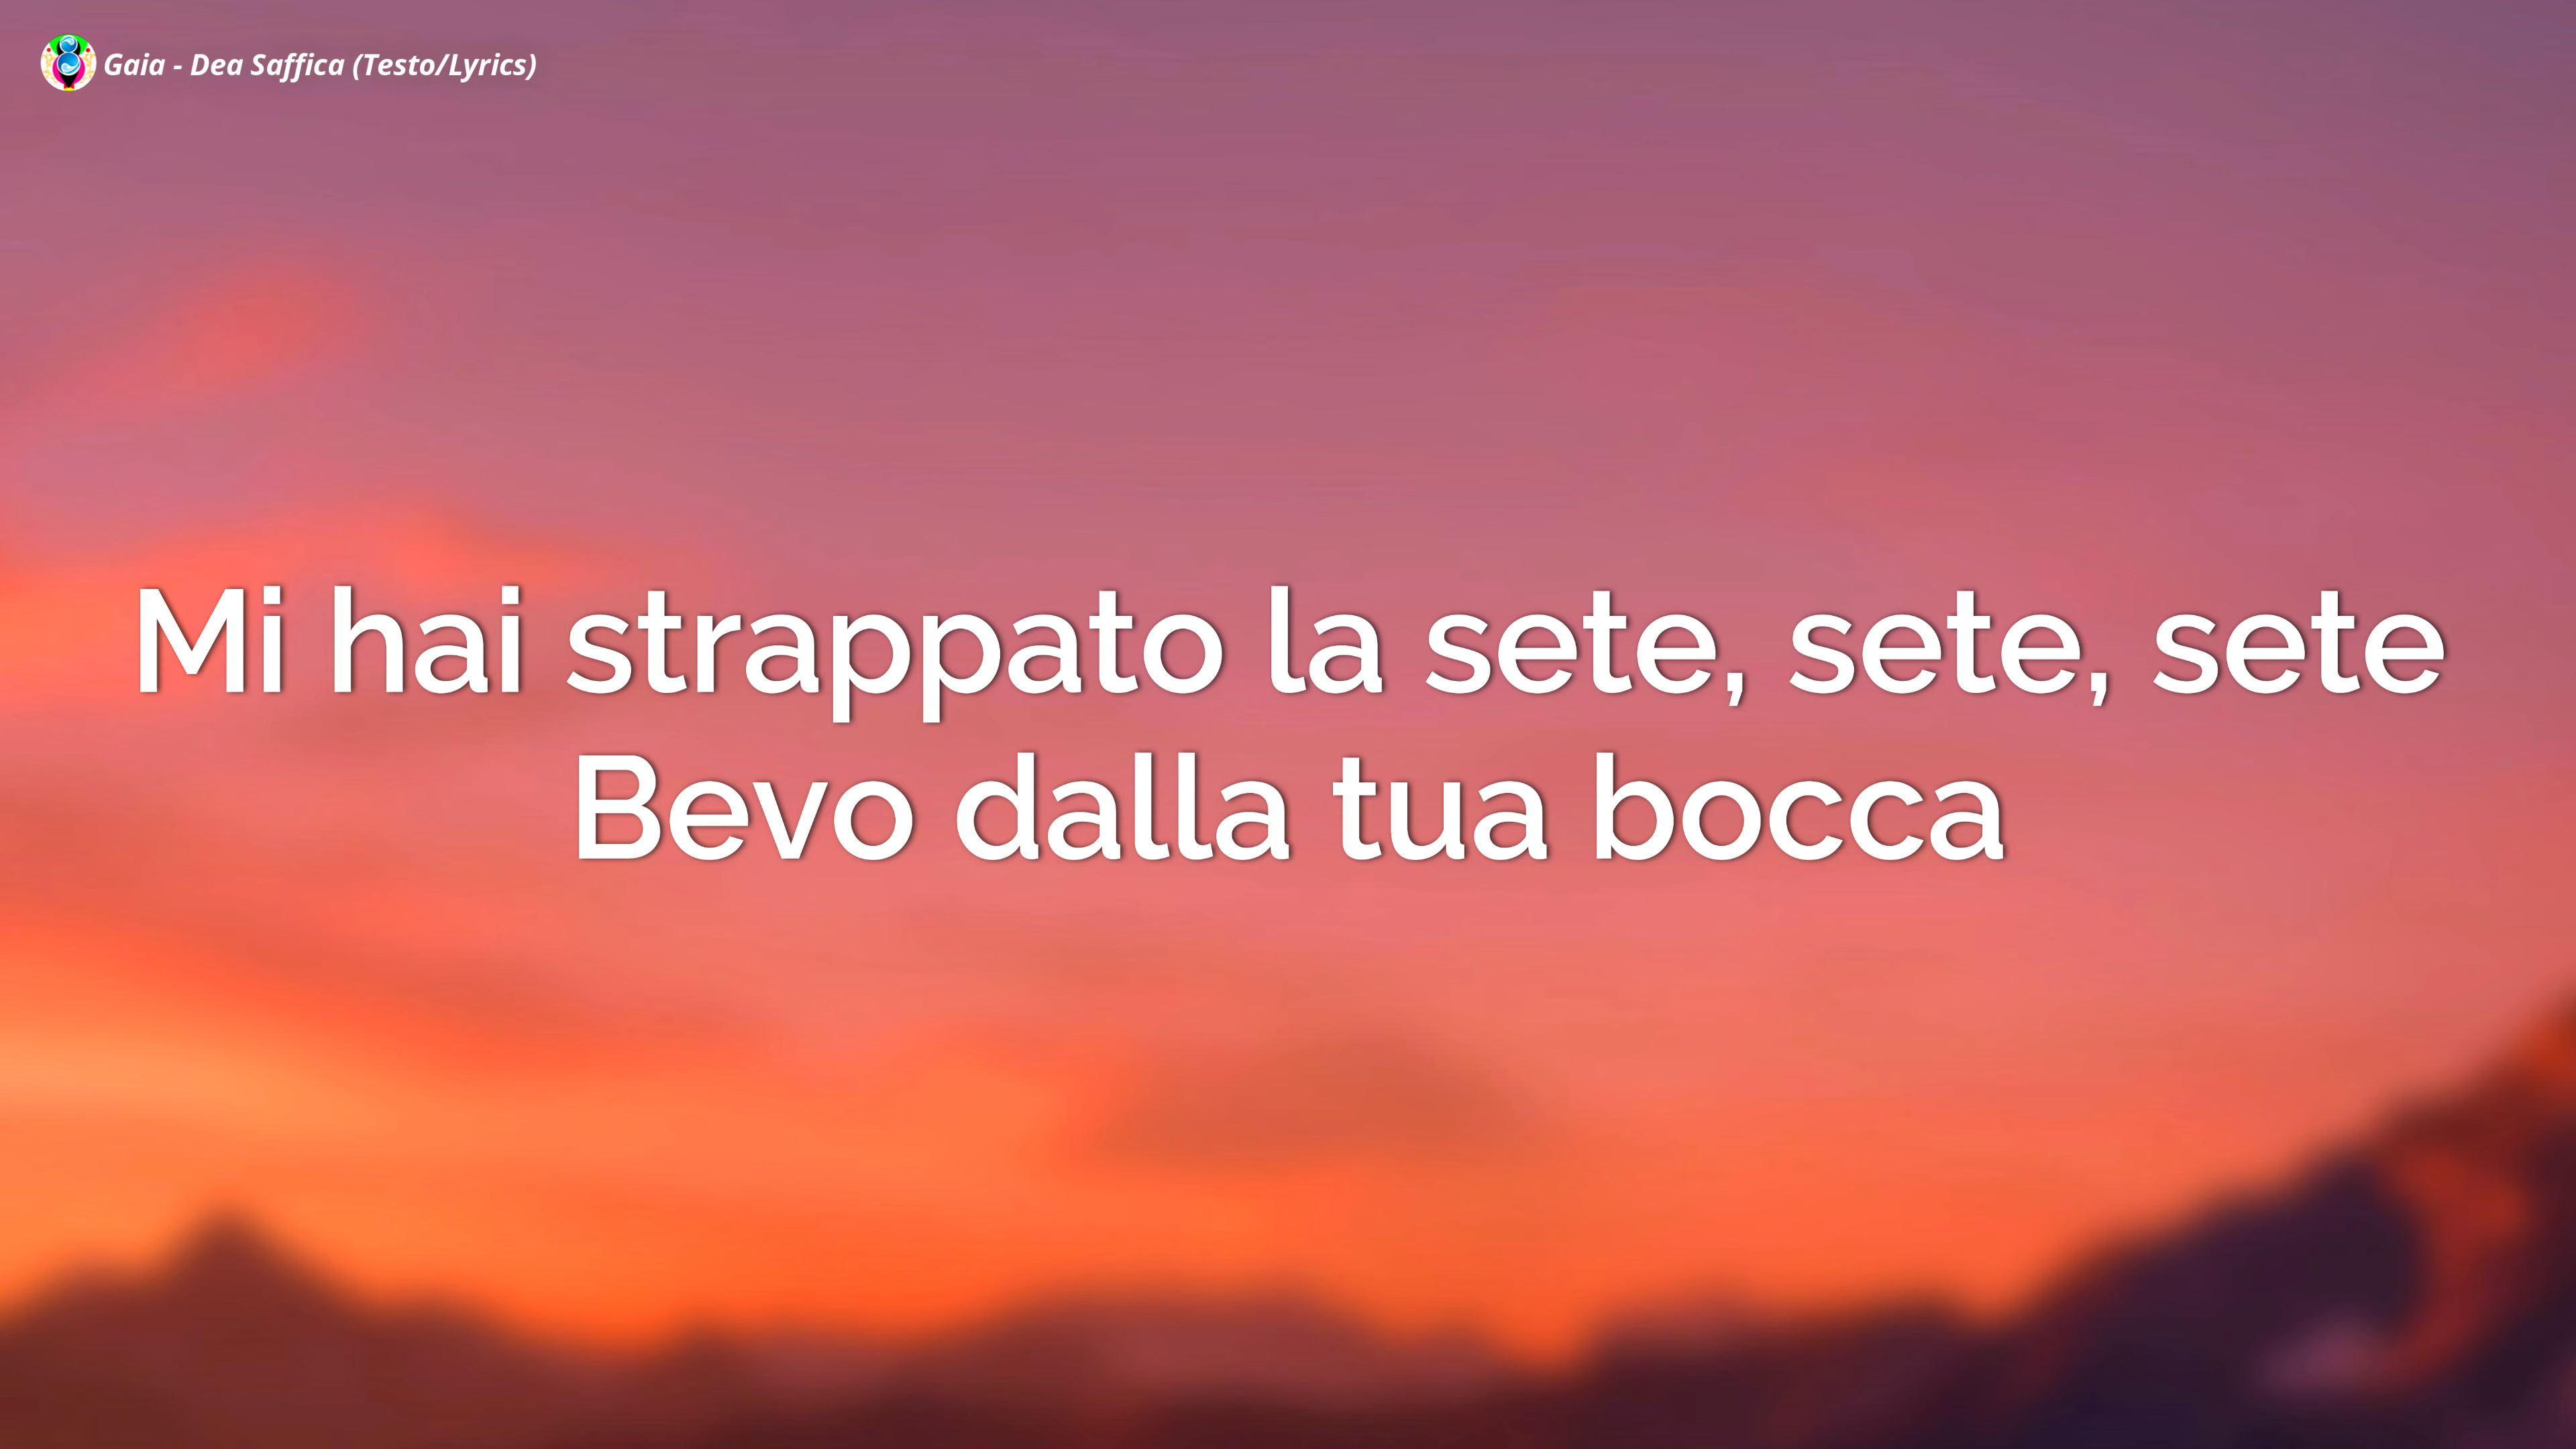 Gaia - Dea Saffica (Testo/Lyrics)
Mi hai strappato la sete, sete, sete
Bevo dalla tua bocca